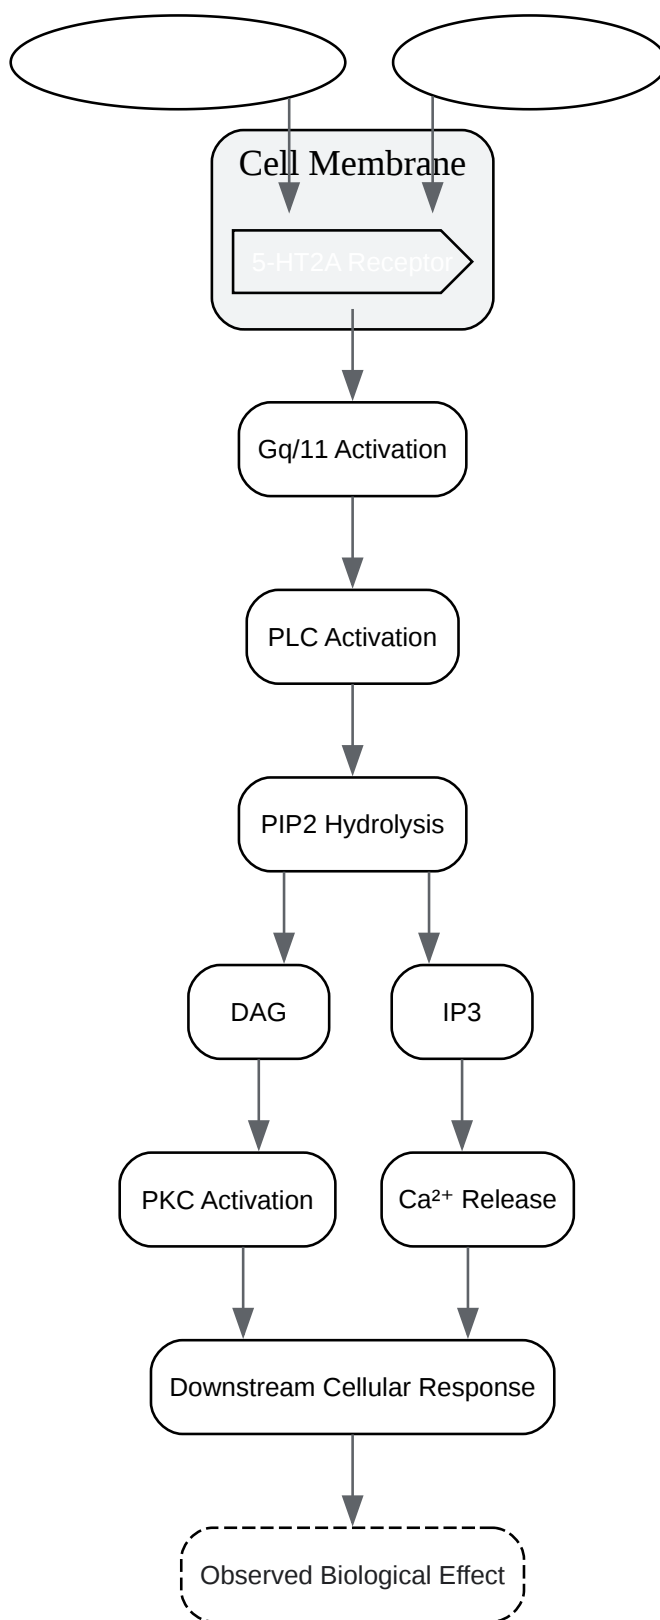 Cell Membrane
5-HT2A Receptor
Gq/11 Activation
PLC Activation
PIP2 Hydrolysis
DAG
IP3
PKC Activation
Ca²⁺ Release
Downstream Cellular Response
Observed Biological Effect